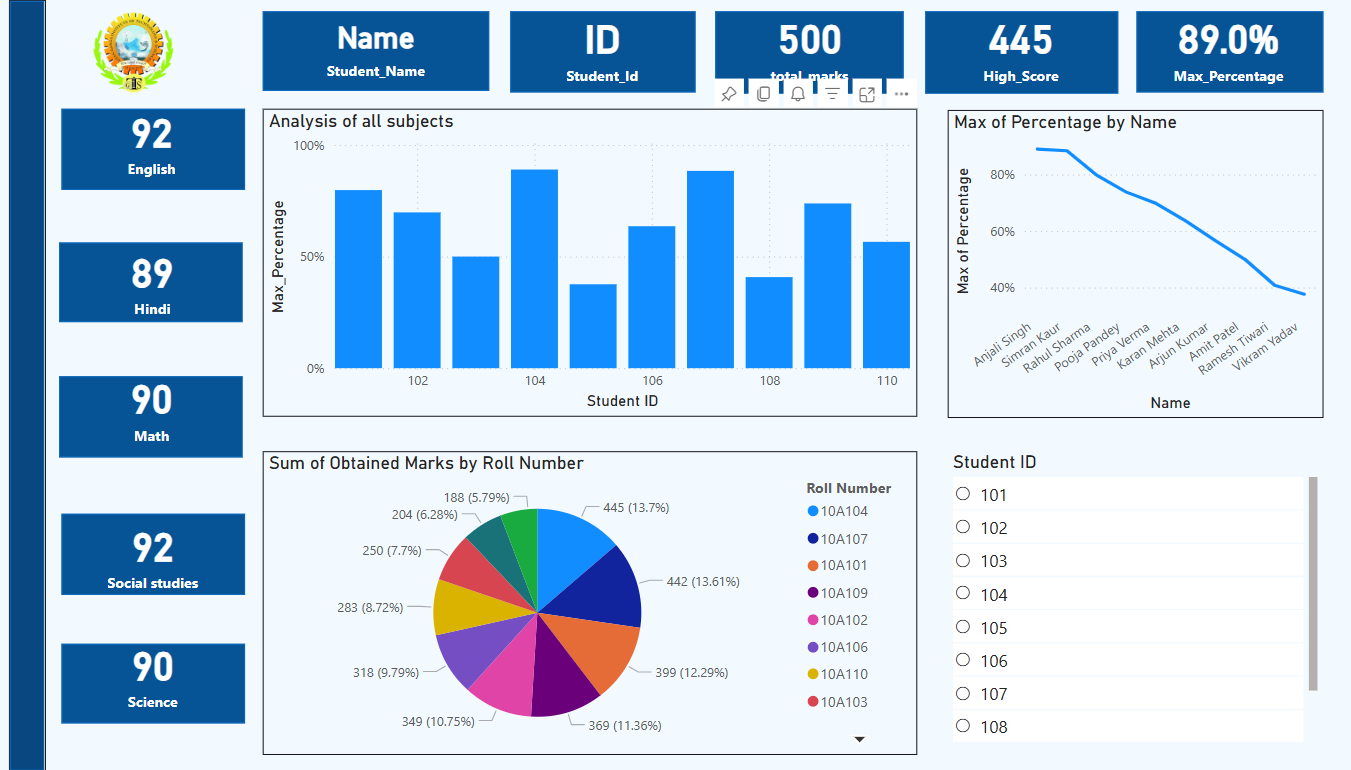 Name
Student_Name
ID
Student_Id
500
total_marks
445
High_Score
89.0%
Max_Percentage
92
English
89
Hindi
90
Math
92
Social studies
90
Science
Analysis of all subjects
Max_Percentage
100%
50%
0%
102
104
106
108
110
Student ID
Max of Percentage by Name
Max of Percentage
80%
60%
40%
Anjali Singh
Simran Kaur
Rahul Sharma
Pooja Pandey
Priya Verma
Karan Mehta
Arjun Kumar
Amit Patel
Ramesh Tiwari
Vikram Yadav
Name
Sum of Obtained Marks by Roll Number
188 (5.79%)
204 (6.28%)
250 (7.7%)
283 (8.72%)
318 (9.79%)
349 (10.75%)
445 (13.7%)
442 (13.61%)
399 (12.29%)
369 (11.36%)
Roll Number
10A104
10A107
10A101
10A109
10A102
10A106
10A110
10A103
Student ID
101
102
103
104
105
106
107
108